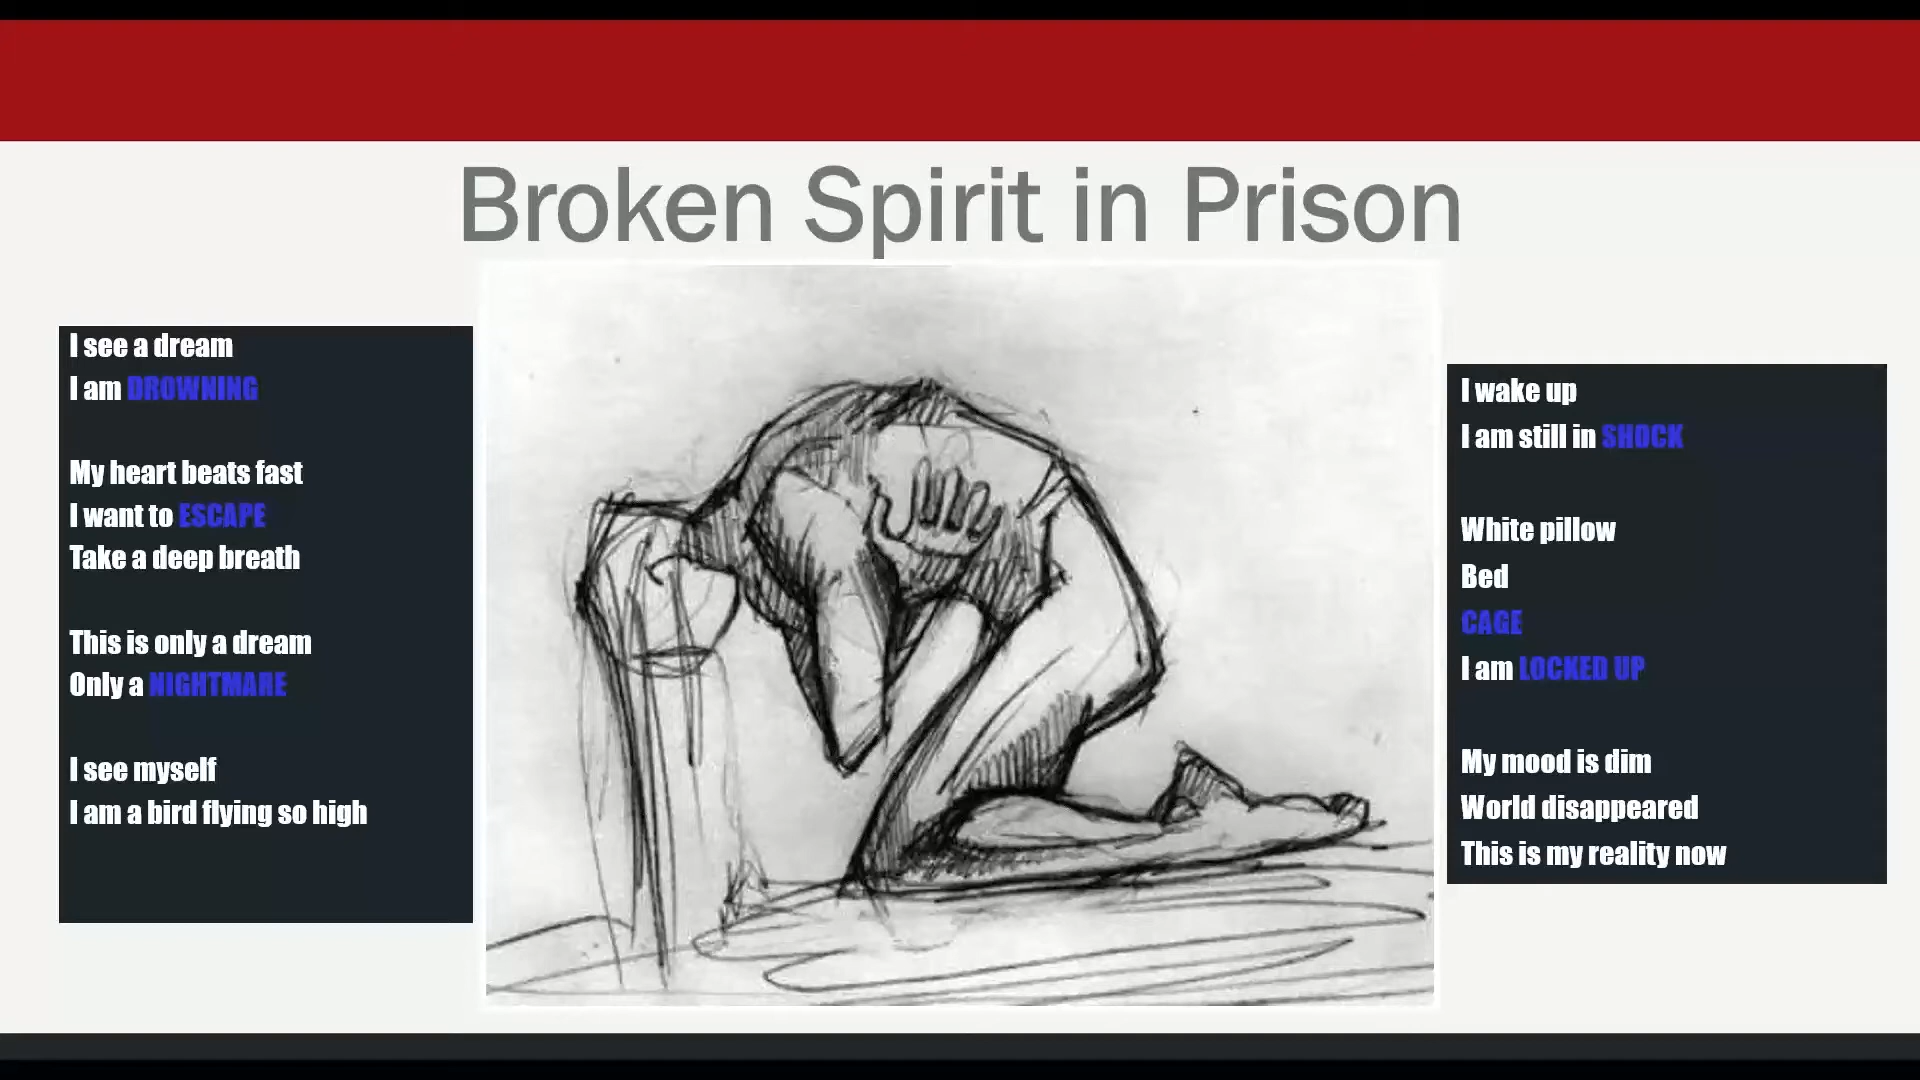 Broken Spirit in Prison
I see a dream
I am DROWNING
My heart beats fast
I want to ESCAPE
Take a deep breath
This is only a dream
Only a NIGHTMARE
I see myself
I am a bird flying so high
I wake up
I am still in SHOCK
White pillow
Bed
CAGE
I am LOCKED UP
My mood is dim
World disappeared
This is my reality now